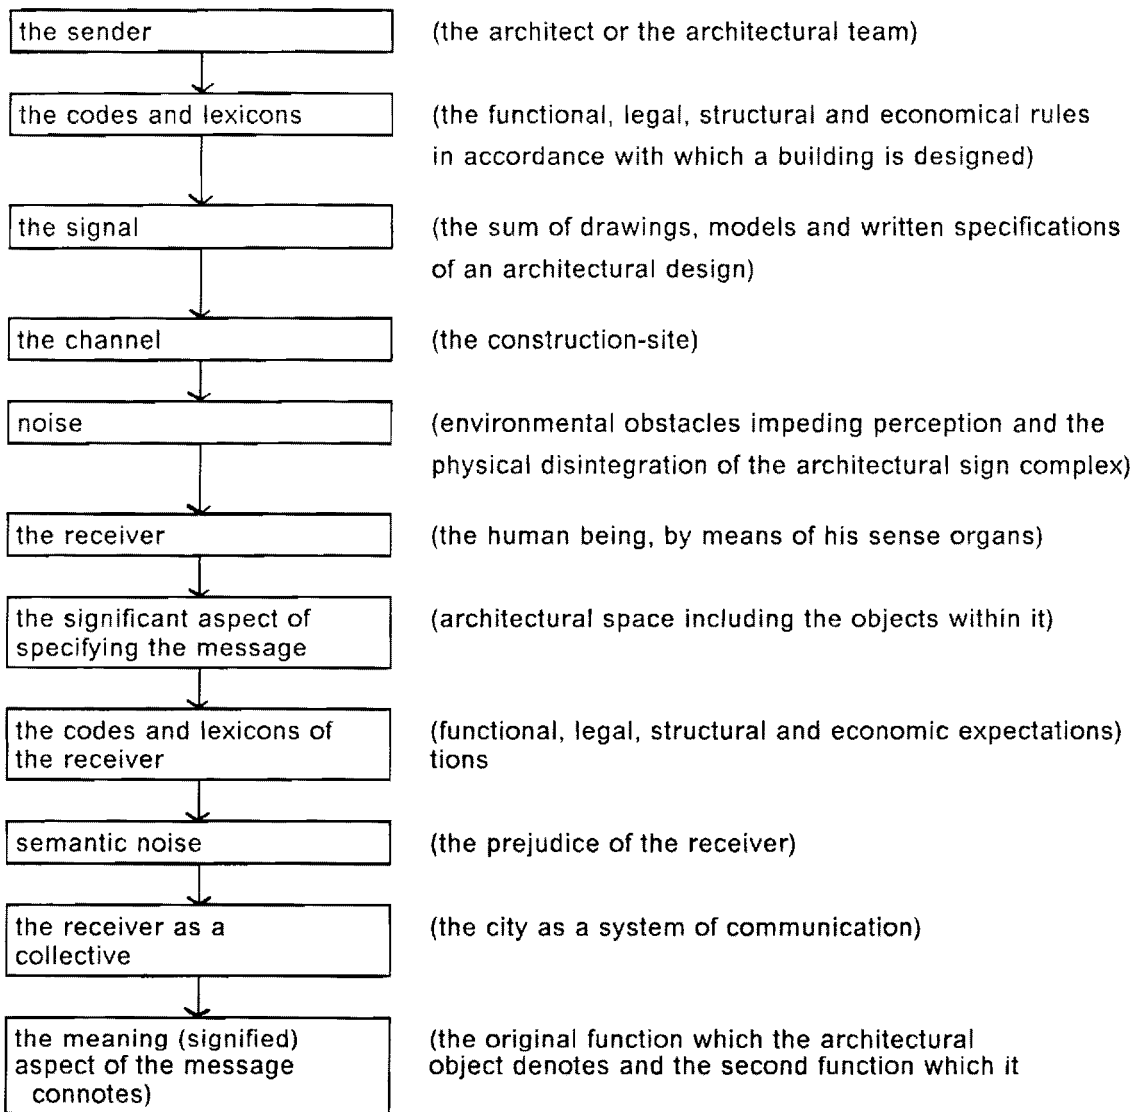 the sender (the architect or the architectural team)
the codes and lexicons (the functional, legal, structural and economical rules
in accordance with which a building is designed)
the signal (the sum of drawings, models and written specifications
of an architectural design)
the channel (the construction-site)
noise (environmental obstacles impeding perception and the
physical disintegration of the architectural sign complex)
the receiver (the human being, by means of his sense organs)
the significant aspect of (architectural space including the objects within it)
specifying the message
the codes and lexicons of (functional, legal, structural and economic expectations)
the receiver tions
semantic noise (the prejudice of the receiver)
the receiver as a (the city as a system of communication)
collective
the meaning (signified) (the original function which the architectural
aspect of the message object denotes and the second function which it
connotes)